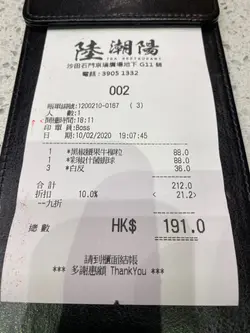 陸潮陽
TEA RESTAURANT
沙田石門京瑞廣場地下 G11 號
電話:3905 1332
002
賬單編號:1200210-0167 ( 3)
人 數:1
開檯時間:18:11
印單員:Boss
日期: 10/02/2020 19:07:45
1 *黑椒腰果牛柳粒 88.0
1 *彩椒什菌蝦球 88.0
3 *白反 36.0
合計 212.0
折扣 10.0% ( 21.2)
--九折
總數 HK$ 191.0
請到櫃面結賬
*** 多謝惠顧 ThankYou ***